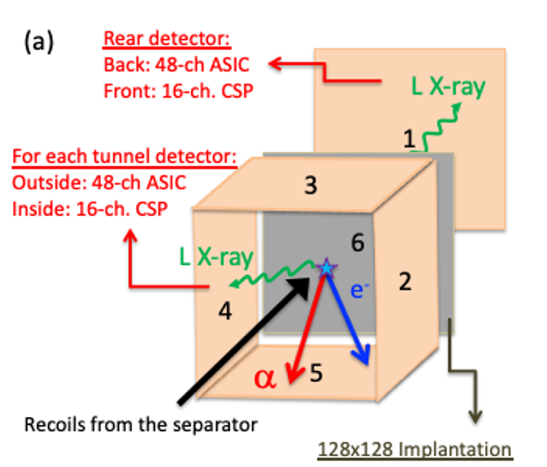 (a)
Rear detector:
Back: 48-ch ASIC
Front: 16-ch. CSP
L X-ray
1
For each tunnel detector:
Outside: 48-ch ASIC
Inside: 16-ch. CSP
3
6
L X-ray
e-
2
4
α
5
Recoils from the separator
128x128 Implantation